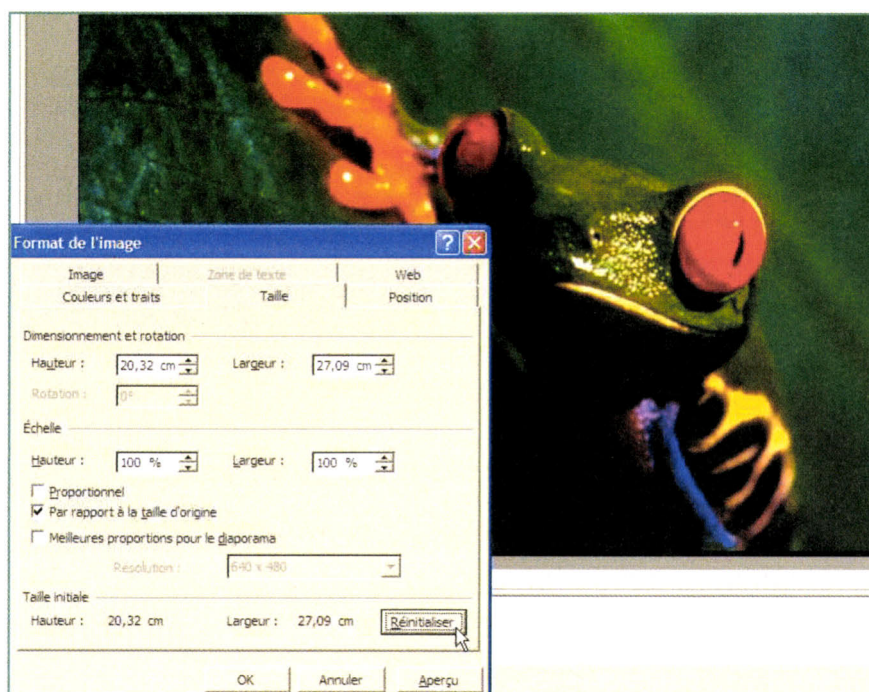 Format de l'image
Image Zone de texte Web
Couleurs et traits Taille Position
Dimensionnement et rotation
Hauteur : 20,32 cm Largeur : 27,09 cm
Rotation : 0°
Échelle
Hauteur : 100 % Largeur : 100 %
Proportionnel
Par rapport à la taille d'origine
Meilleures proportions pour le diaporama
Résolution : 640 x 480
Taille initiale
Hauteur : 20,32 cm Largeur : 27,09 cm Réinitialiser
OK Annuler Aperçu